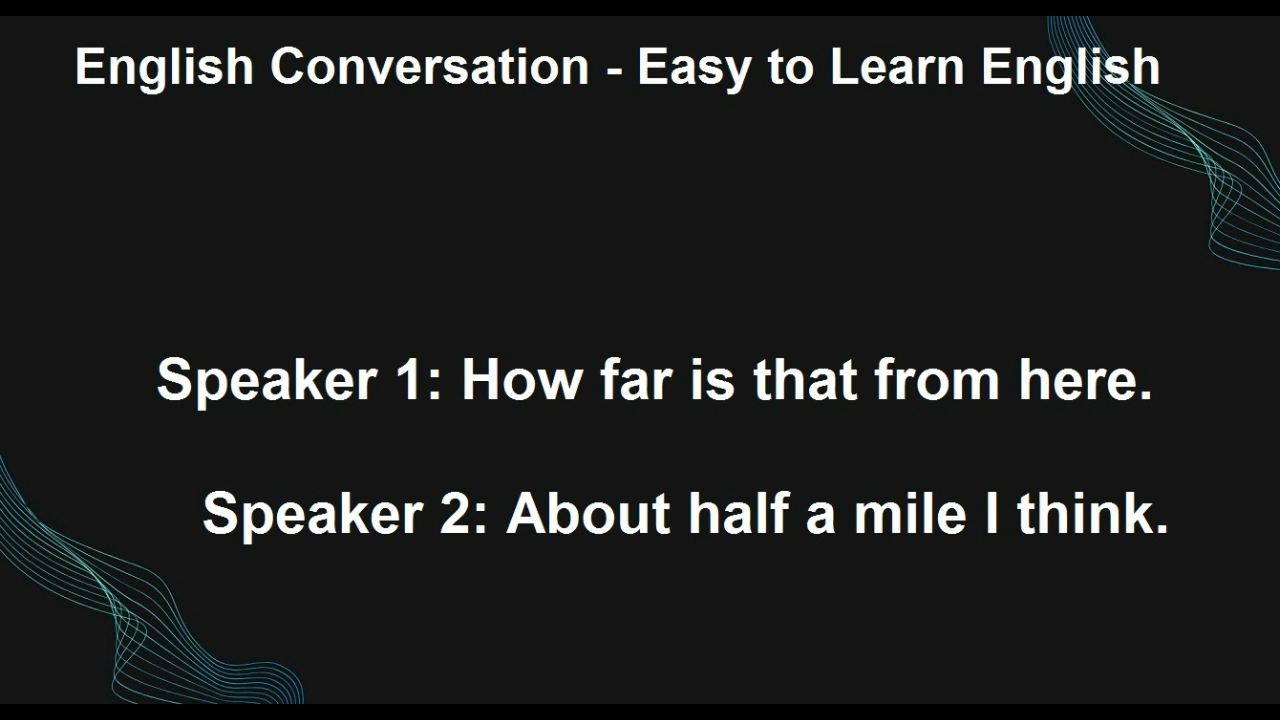 English Conversation - Easy to Learn English
Speaker 1: How far is that from here.
Speaker 2: About half a mile I think.